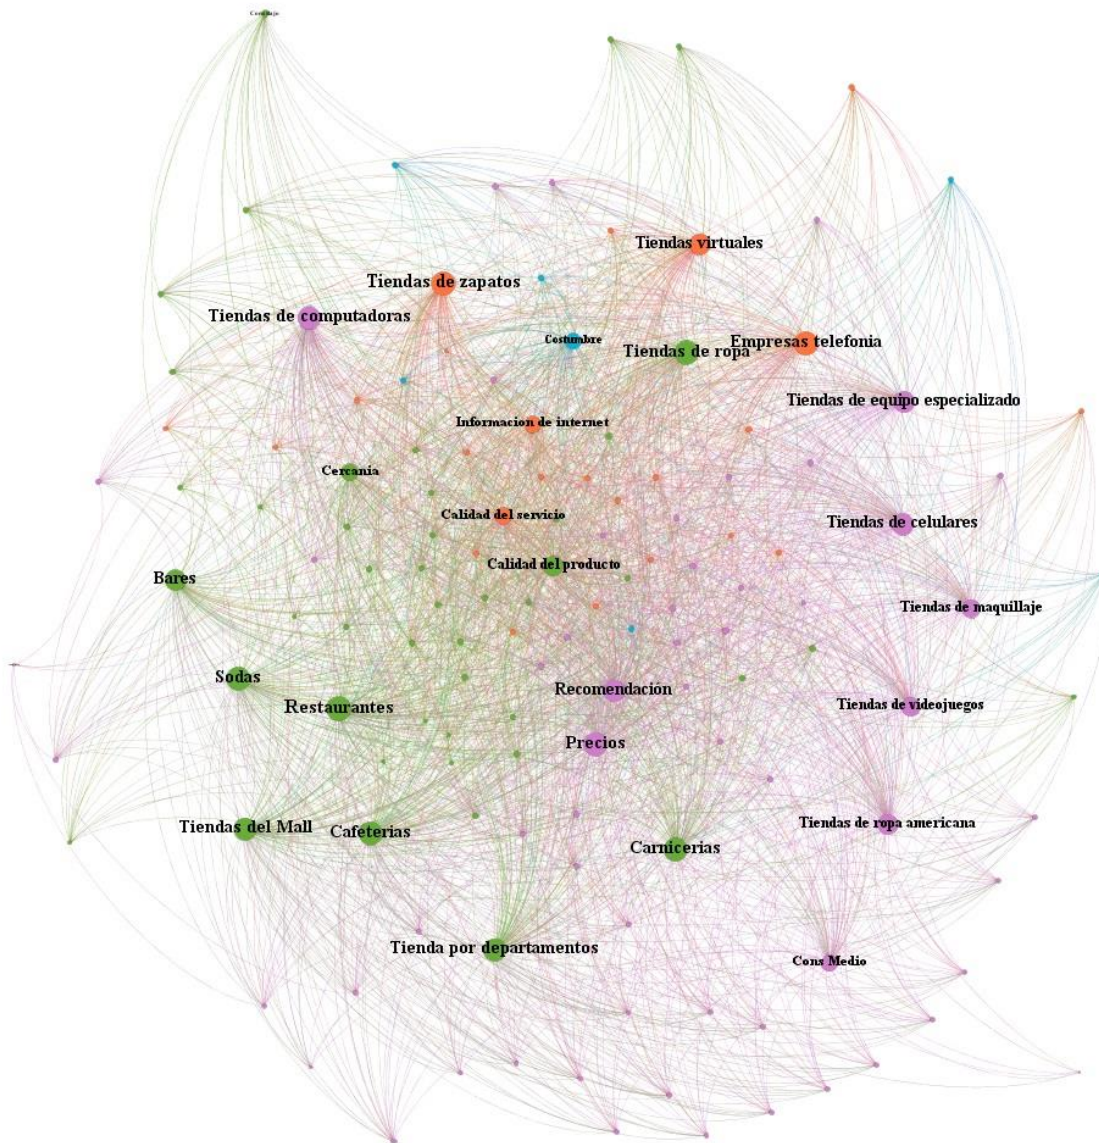 Tiendas virtuales
Tiendas de zapatos
Tiendas de computadoras
Costumbre
Tiendas de ropa
Empresas telefonia
Tiendas de equipo especializado
Informacion de internet
Cercania
Calidad del servicio
Tiendas de celulares
Calidad del producto
Bares
Tiendas de maquillaje
Sodas
Recomendación
Restaurantes
Tiendas de videojuegos
Precios
Tiendas del Mall
Cafeterias
Tiendas de ropa americana
Carnicerias
Tienda por departamentos
Cons Medio